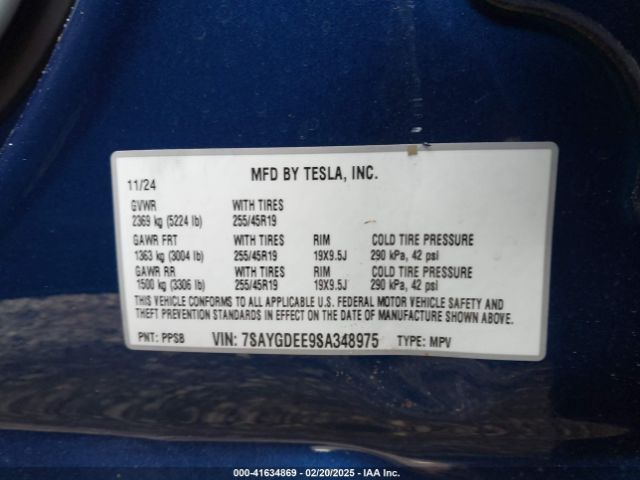 11/24 MFD BY TESLA, INC.
GVWR WITH TIRES
2369 kg (5224 lb) 255/45R19
GAWR FRT WITH TIRES RIM COLD TIRE PRESSURE
1363 kg (3004 lb) 255/45R19 19X9.5J 290 kPa, 42 psi
GAWR RR WITH TIRES RIM COLD TIRE PRESSURE
1500 kg (3306 lb) 255/45R19 19X9.5J 290 kPa, 42 psi
THIS VEHICLE CONFORMS TO ALL APPLICABLE U.S. FEDERAL MOTOR VEHICLE SAFETY AND
THEFT PREVENTION STANDARDS IN EFFECT ON THE DATE OF MANUFACTURE SHOWN ABOVE.
PNT: PPSB VIN: 7SAYGDEE9SA348975 TYPE: MPV
000-41634869 - 02/20/2025 - IAA Inc.